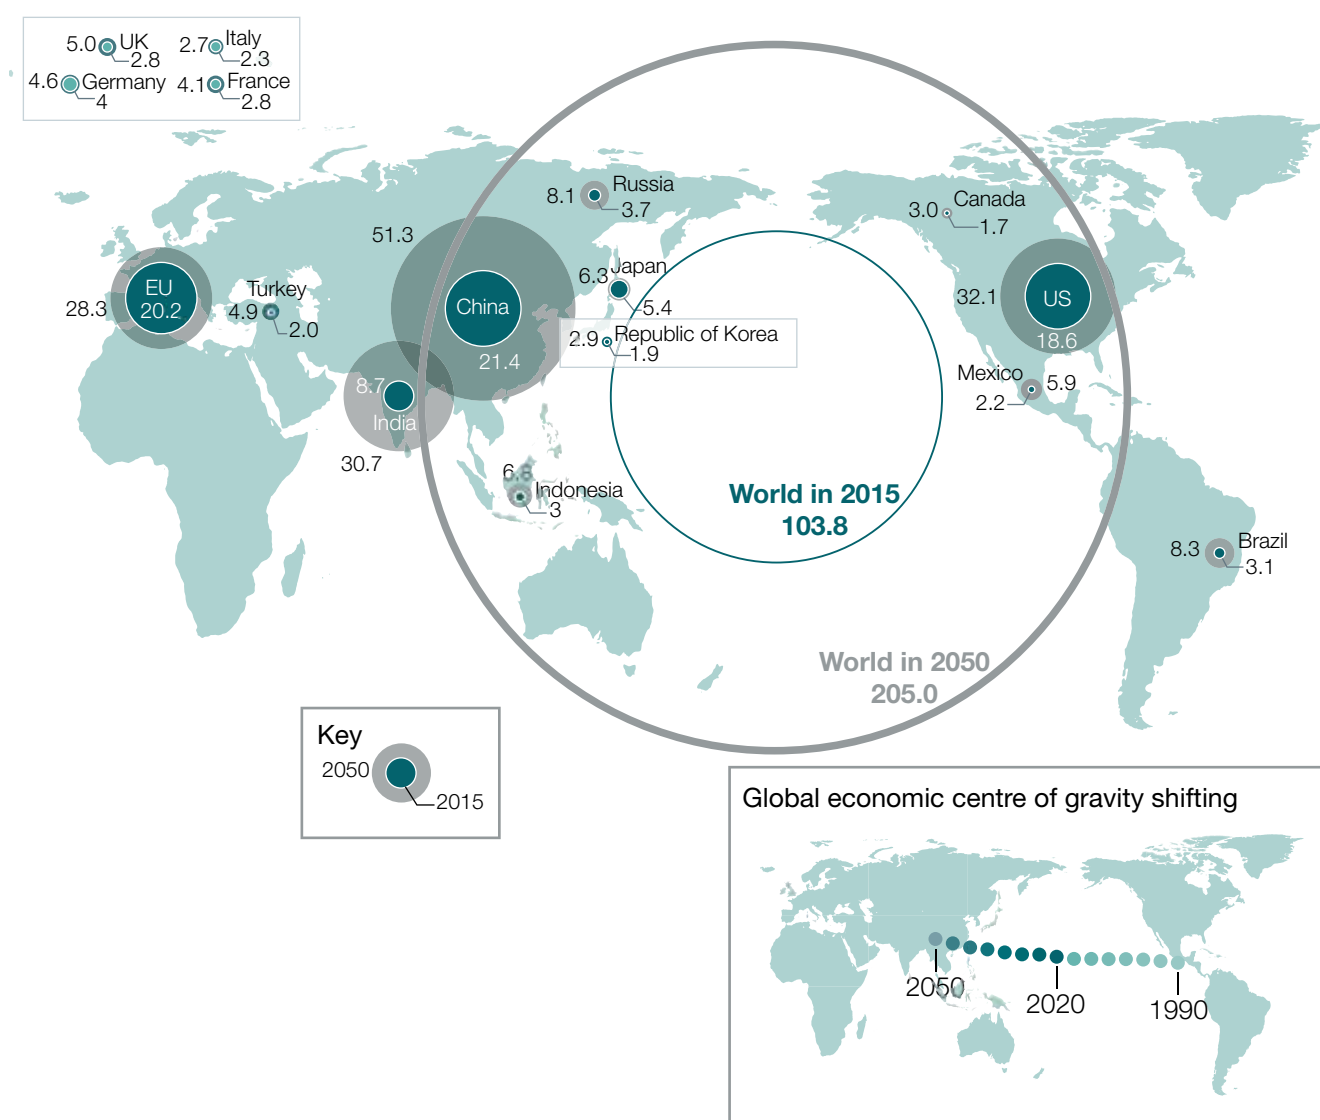 5.0 UK
2.8
2.7 Italy
2.3
4.6 Germany
4
4.1 France
2.8
Russia
8.1
3.7
Canada
3.0
1.7
51.3
China
21.4
EU
20.2
28.3
Turkey
4.9
2.0
Japan
6.3
5.4
Republic of Korea
2.9
1.9
32.1
US
18.6
Mexico
5.9
2.2
8.7
India
30.7
6.8
Indonesia
3
World in 2015
103.8
Brazil
8.3
3.1
World in 2050
205.0
Key
2050
2015
Global economic centre of gravity shifting
2050
2020
1990